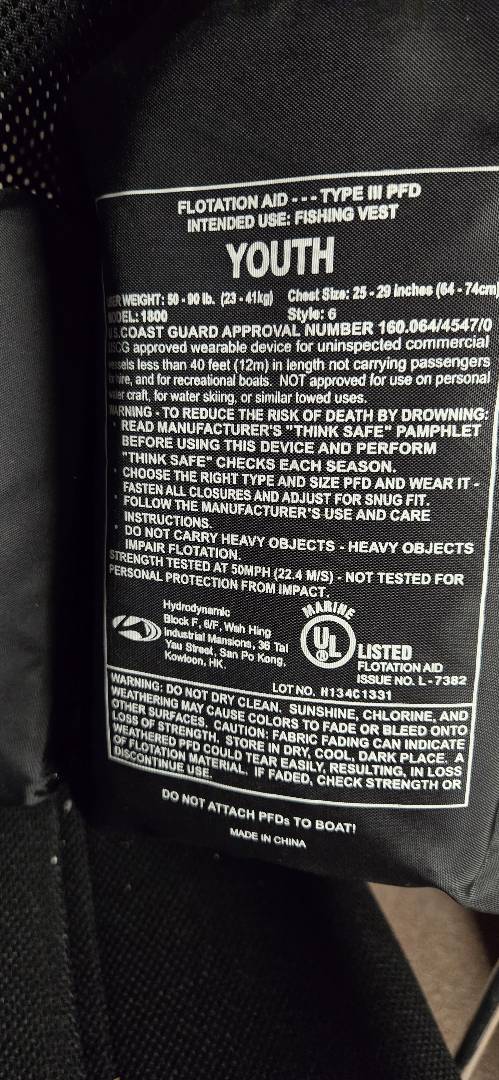 FLOTATION AID - - - TYPE III PFD
INTENDED USE: FISHING VEST
YOUTH
WEIGHT: 50 - 90 lb. (23 - 41kg) Chest Size: 25 - 29 inches (64 - 74cm)
MODEL: 1800 Style: 6
U.S.COAST GUARD APPROVAL NUMBER 160.064/4547/0
USCG approved wearable device for uninspected commercial
vessels less than 40 feet (12m) in length not carrying passengers
for hire, and for recreational boats. NOT approved for use on personal
water craft, for water skiing, or similar towed uses.
WARNING - TO REDUCE THE RISK OF DEATH BY DROWNING:
• READ MANUFACTURER'S "THINK SAFE" PAMPHLET
BEFORE USING THIS DEVICE AND PERFORM
"THINK SAFE" CHECKS EACH SEASON.
• CHOOSE THE RIGHT TYPE AND SIZE PFD AND WEAR IT -
FASTEN ALL CLOSURES AND ADJUST FOR SNUG FIT.
• FOLLOW THE MANUFACTURER'S USE AND CARE
INSTRUCTIONS.
• DO NOT CARRY HEAVY OBJECTS - HEAVY OBJECTS
IMPAIR FLOTATION.
STRENGTH TESTED AT 50MPH (22.4 M/S) - NOT TESTED FOR
PERSONAL PROTECTION FROM IMPACT.
Hydrodynamic
Block F, 6/F, Wah Hing
Industrial Mansions, 36 Tai
Yau Street, San Po Kong,
Kowloon, HK.
MARINE
UL
®
LISTED
FLOTATION AID
ISSUE NO. L - 7382
LOT NO. H134C1331
WARNING: DO NOT DRY CLEAN. SUNSHINE, CHLORINE, AND
WEATHERING MAY CAUSE COLORS TO FADE OR BLEED ONTO
OTHER SURFACES. CAUTION: FABRIC FADING CAN INDICATE
LOSS OF STRENGTH. STORE IN DRY, COOL, DARK PLACE. A
WEATHERED PFD COULD TEAR EASILY, RESULTING, IN LOSS
OF FLOTATION MATERIAL. IF FADED, CHECK STRENGTH OR
DISCONTINUE USE.
DO NOT ATTACH PFDs TO BOAT!
MADE IN CHINA